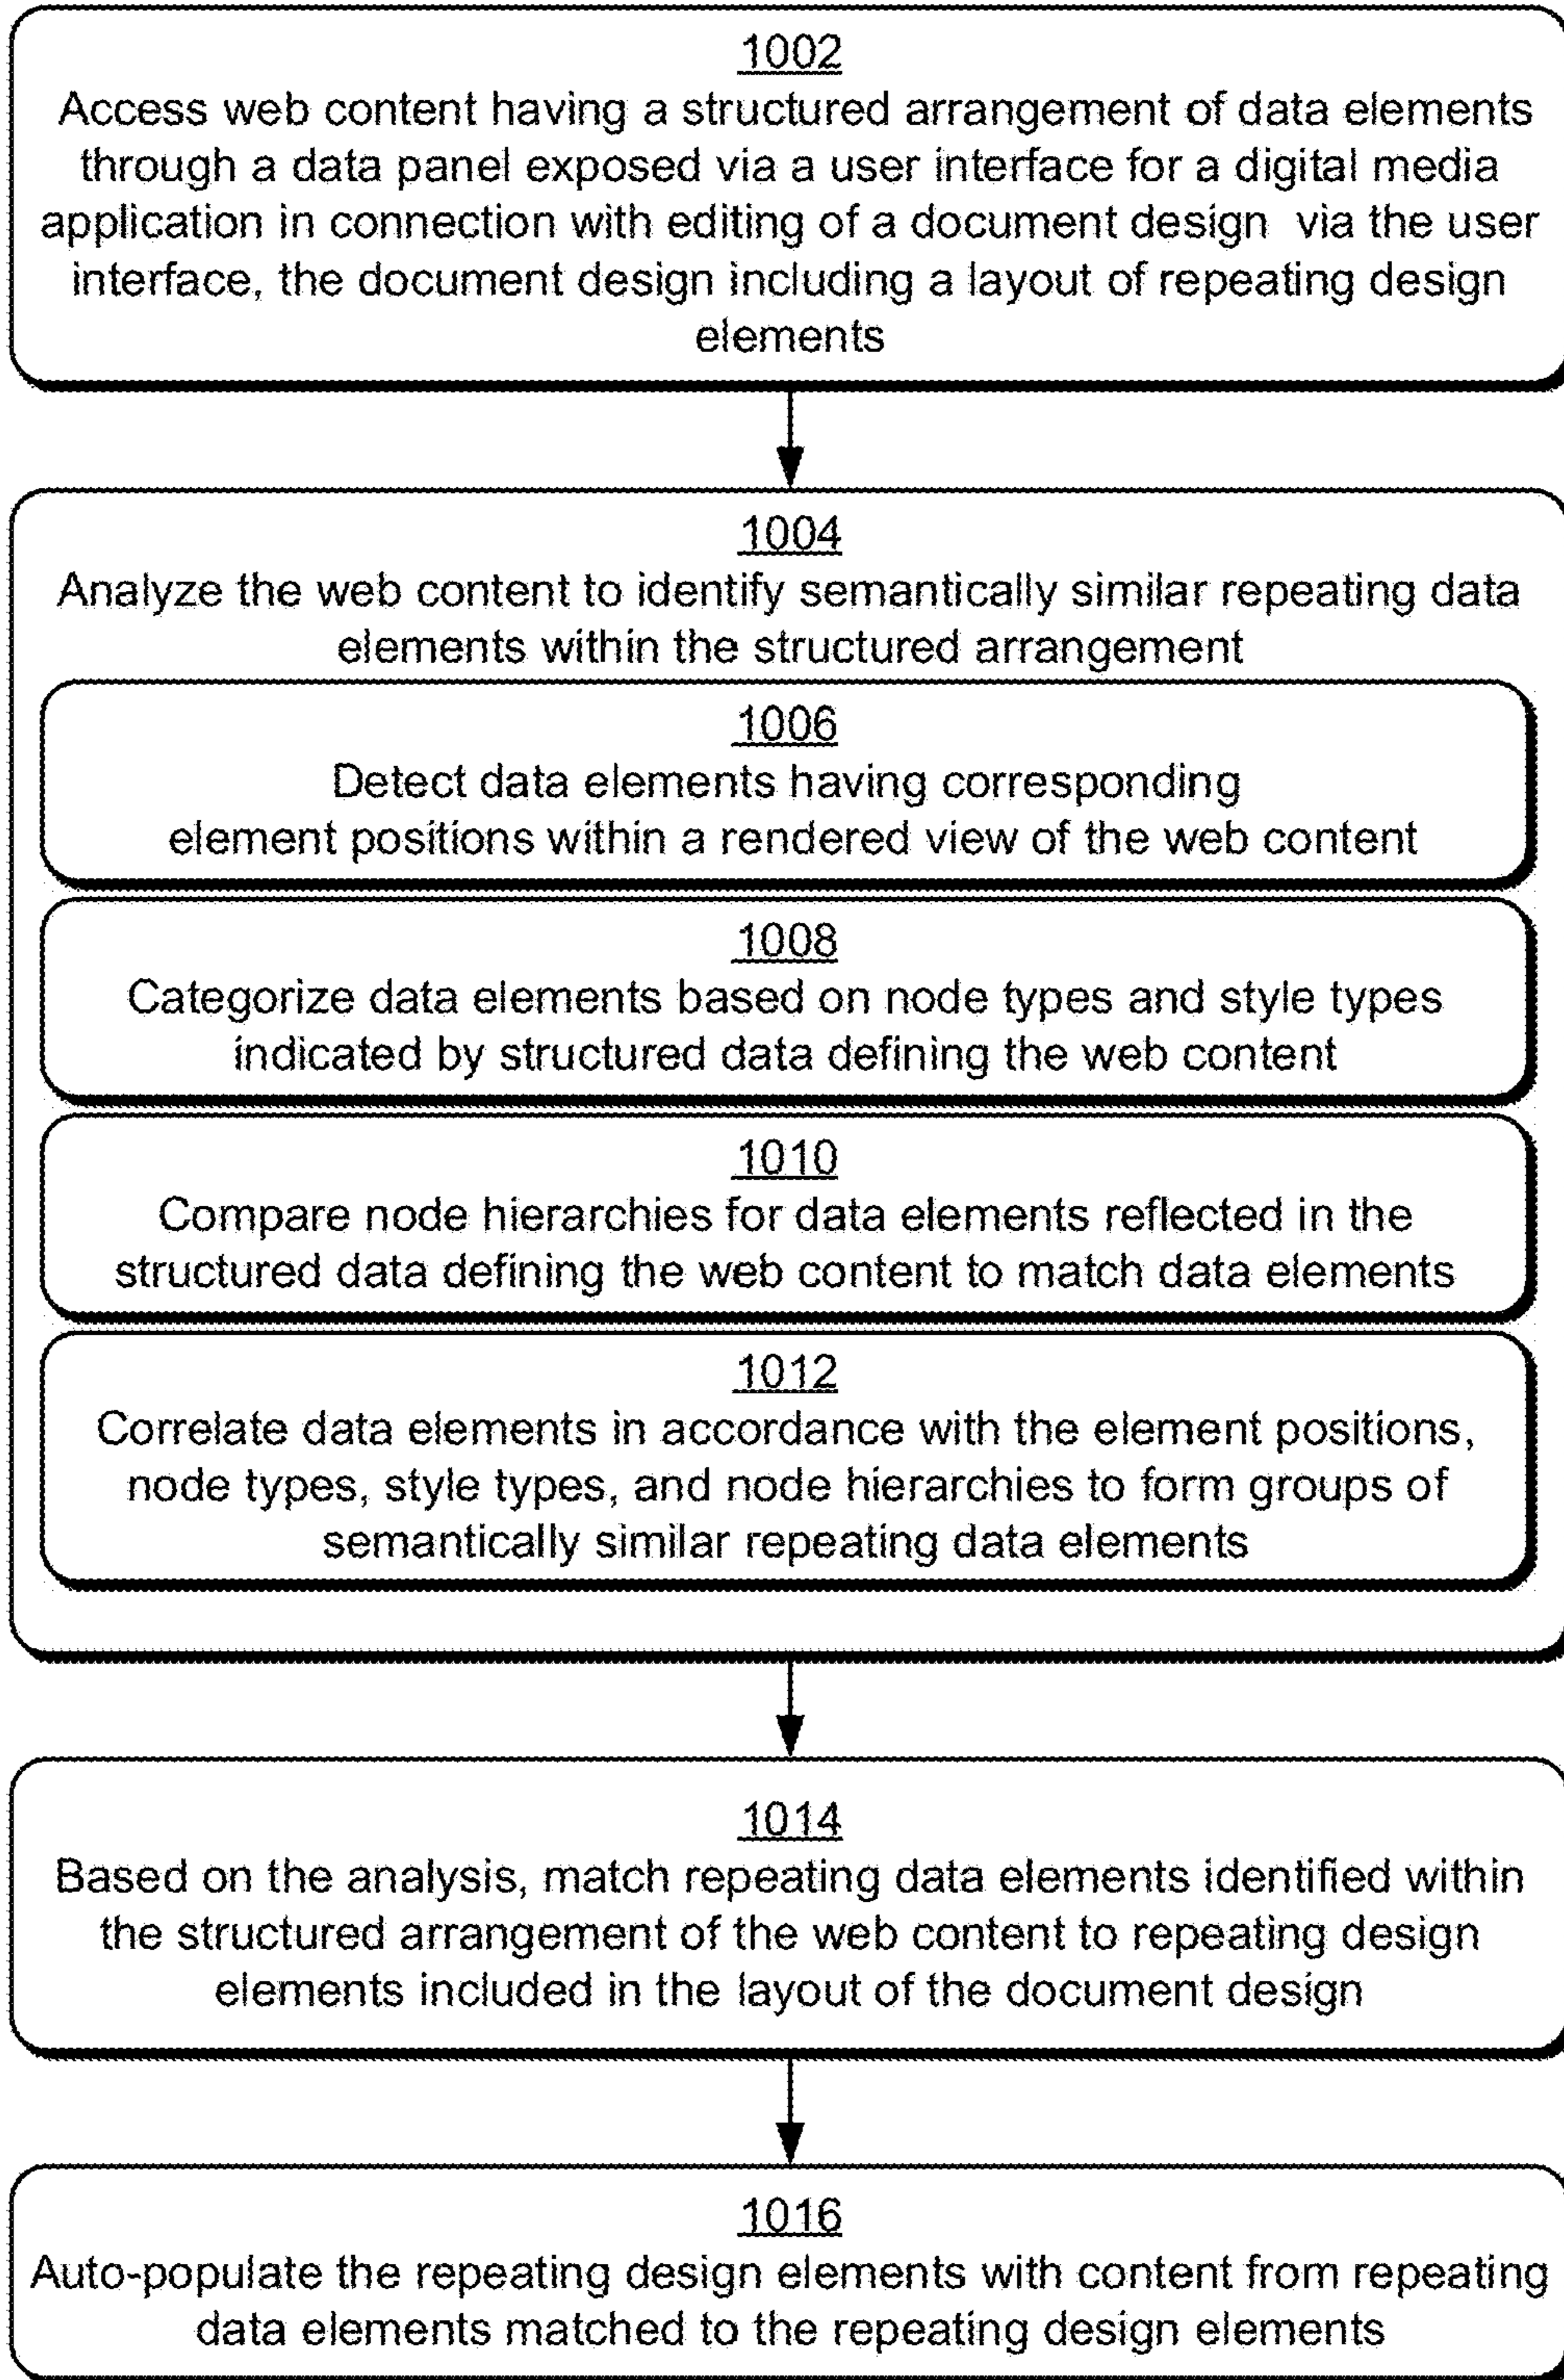 1002
Access web content having a structured arrangement of data elements
through a data panel exposed via a user interface for a digital media
application in connection with editing of a document design via the user
interface, the document design including a layout of repeating design
elements
1004
Analyze the web content to identify semantically similar repeating data
elements within the structured arrangement
1006
Detect data elements having corresponding
element positions within a rendered view of the web content
1008
Categorize data elements based on node types and style types
indicated by structured data defining the web content
1010
Compare node hierarchies for data elements reflected in the
structured data defining the web content to match data elements
1012
Correlate data elements in accordance with the element positions,
node types, style types, and node hierarchies to form groups of
semantically similar repeating data elements
1014
Based on the analysis, match repeating data elements identified within
the structured arrangement of the web content to repeating design
elements included in the layout of the document design
1016
Auto-populate the repeating design elements with content from repeating
data elements matched to the repeating design elements